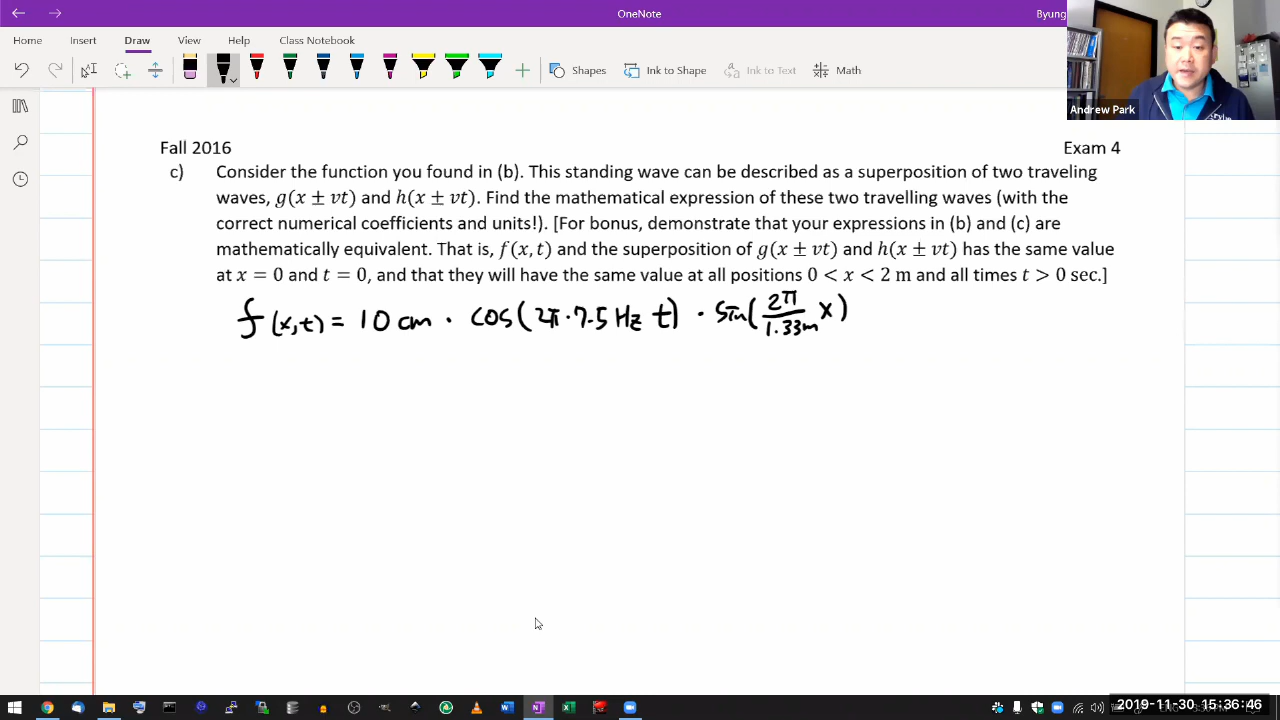 OneNote
Byung
Home Insert Draw View Help Class Notebook
Shapes Ink to Shape Ink to Text Math
Andrew Park
Fall 2016 Exam 4
c) Consider the function you found in (b). This standing wave can be described as a superposition of two traveling
waves, g(x ± vt) and h(x ± vt). Find the mathematical expression of these two travelling waves (with the
correct numerical coefficients and units!). [For bonus, demonstrate that your expressions in (b) and (c) are
mathematically equivalent. That is, f(x, t) and the superposition of g(x ± vt) and h(x ± vt) has the same value
at x = 0 and t = 0, and that they will have the same value at all positions 0 < x < 2 m and all times t > 0 sec.]
f(x,t) = 10 cm · cos(2π·7.5 Hz t) · sin(2π/1.33m x)
2019-11-30 15:36:46